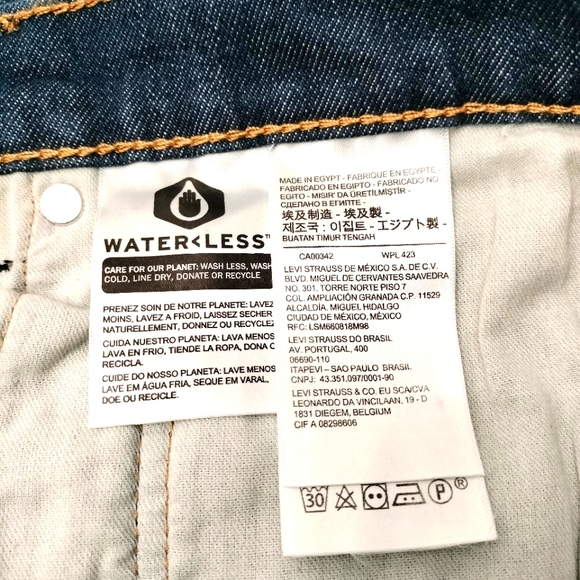 WATER<LESS™
CARE FOR OUR PLANET: WASH LESS, WASH
COLD, LINE DRY, DONATE OR RECYCLE
PRENEZ SOIN DE NOTRE PLANETE: LAVEZ
MOINS, LAVEZ A FROID, LAISSEZ SECHER
NATURELLEMENT, DONNEZ OU RECYCLEZ
CUIDA NUESTRO PLANETA: LAVA MENOS
LAVA EN FRIO, TIENDE LA ROPA, DONA O
RECICLA
CUIDE DO NOSSO PLANETA: LAVE MENOS
LAVE EM ÁGUA FRIA, SEQUE EM VARAL,
DOE OU RECICLE.
MADE IN EGYPT - FABRIQUE EN EGYPTE -
FABRICADO EN EGIPTO - FABRICADO NO
EGITO - MISIR' DA ÜRETİLMİŞTİR -
СДЕЛАНО В ЕГИПТЕ -
埃及制造 - 埃及製 -
제조국 : 이집트 - エジプト製 -
BUATAN TIMUR TENGAH
CA00342 WPL 423
LEVI STRAUSS DE MÉXICO S.A. DE C.V.
BLVD. MIGUEL DE CERVANTES SAAVEDRA
NO. 301, TORRE NORTE PISO 7
COL. AMPLIACIÓN GRANADA C.P. 11529
ALCALDÍA. MIGUEL HIDALGO
CIUDAD DE MÉXICO, MÉXICO
RFC: LSM660818M98
LEVI STRAUSS DO BRASIL
AV. PORTUGAL, 400
06690-110
ITAPEVI – SAO PAULO BRASIL
CNPJ: 43.351.097/0001-90
LEVI STRAUSS & CO. EU SCA/CVA
LEONARDO DA VINCILAAN, 19 - D
1831 DIEGEM, BELGIUM
CIF A 08298606
30 P ®